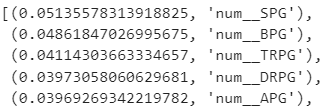 [(0.05135578313918825, 'num__SPG'),
(0.04861847026995675, 'num__BPG'),
(0.04114303663334657, 'num__TRPG'),
(0.03973058060629681, 'num__DRPG'),
(0.03969269342219782, 'num__APG'),